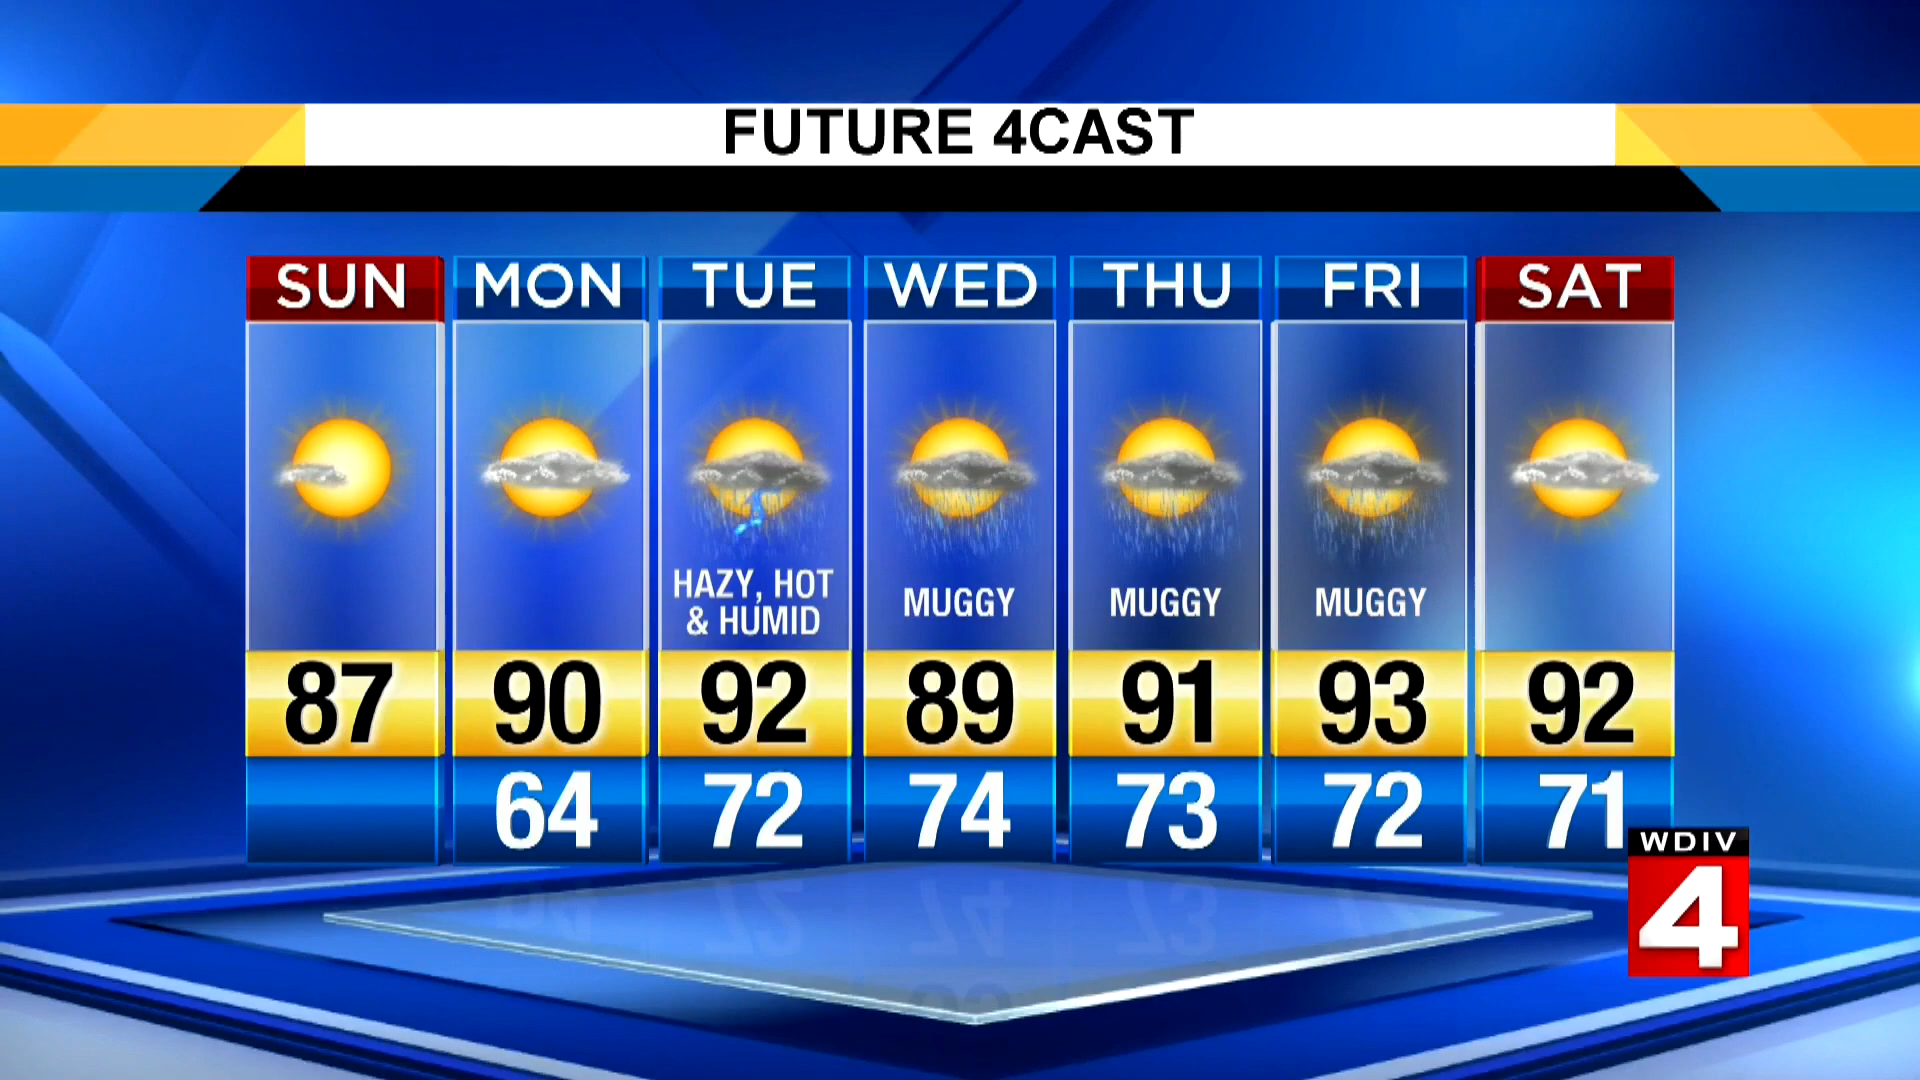 FUTURE 4CAST
SUN MON TUE WED THU FRI SAT
HAZY, HOT
& HUMID
MUGGY MUGGY MUGGY
87 90 92 89 91 93 92
64 72 74 73 72 71
WDIV
4